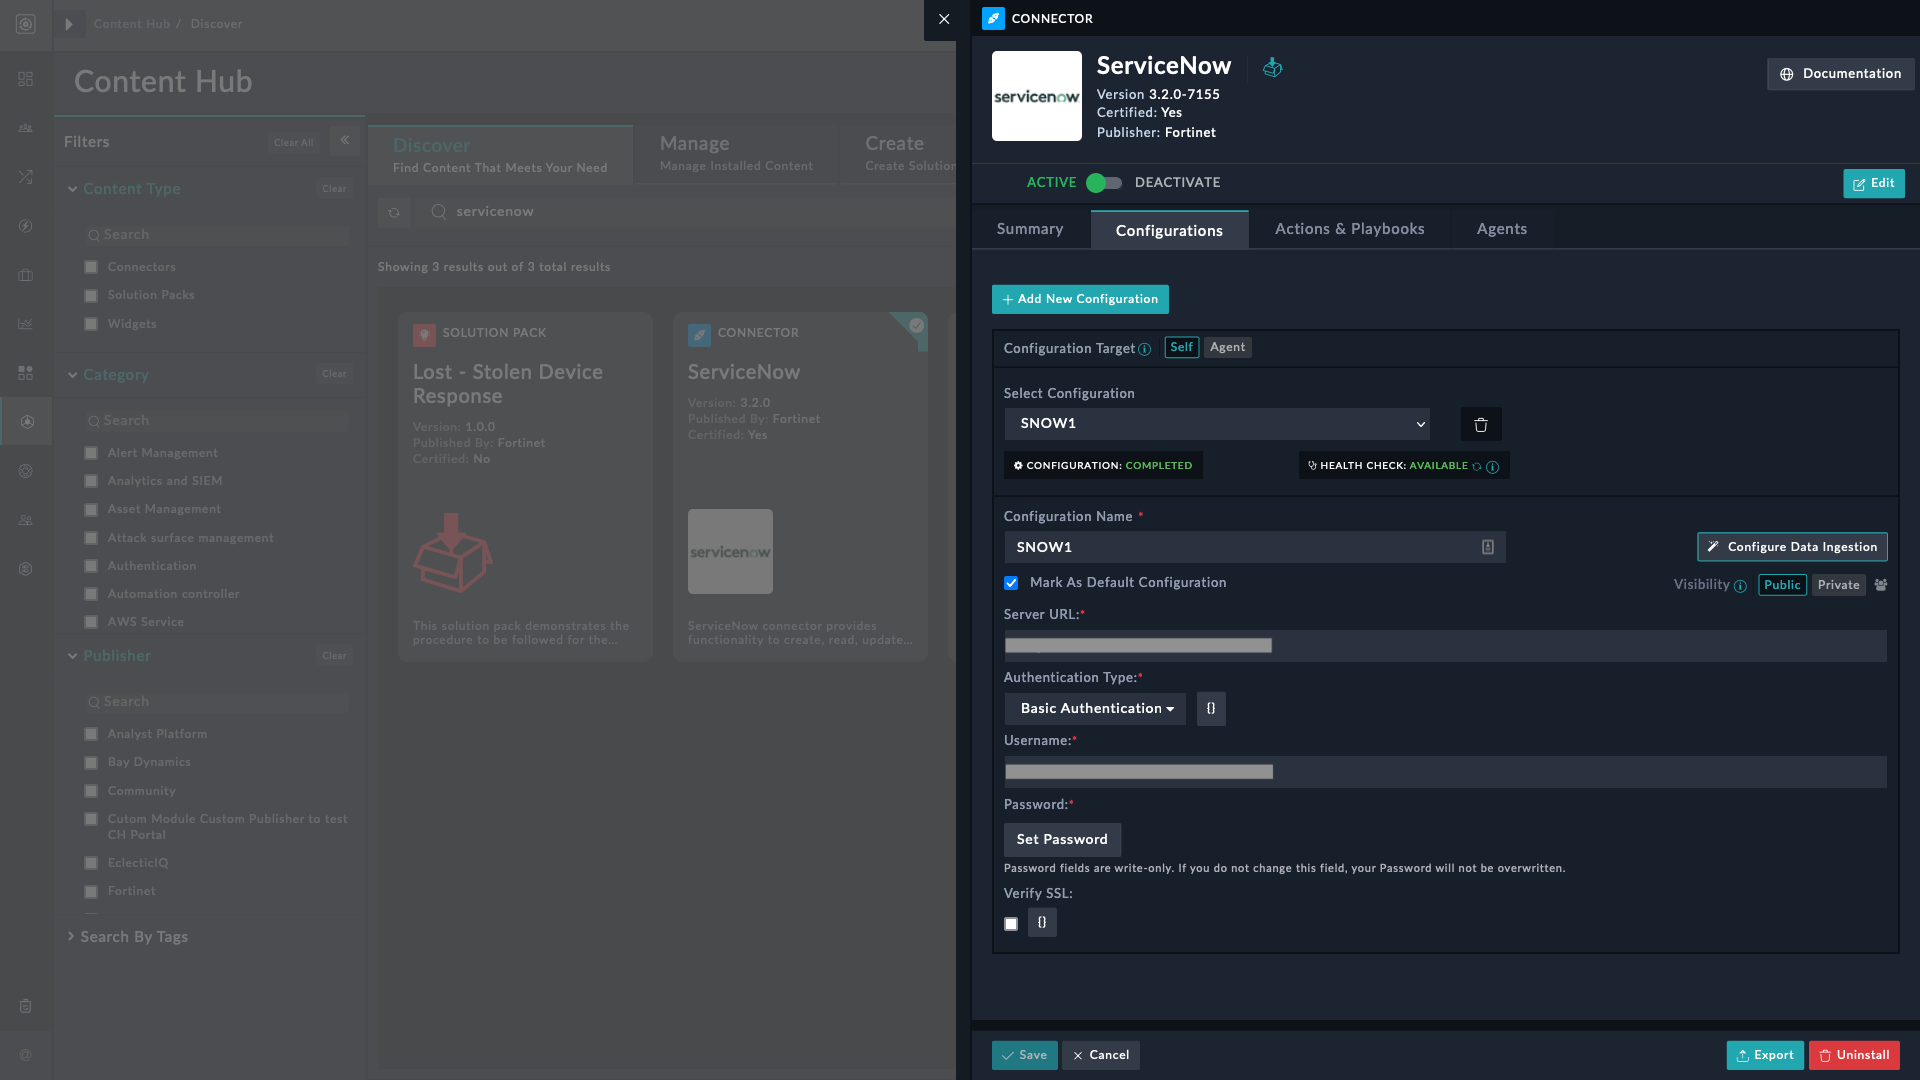 Content Hub / Discover
Content Hub
Filters
Clear All
Content Type
Clear
Search
Connectors
Solution Packs
Widgets
Category
Clear
Search
Alert Management
Analytics and SIEM
Asset Management
Attack surface management
Authentication
Automation controller
AWS Service
Publisher
Clear
Search
Analyst Platform
Bay Dynamics
Community
Cutom Module Custom Publisher to test
CH Portal
EclecticIQ
Fortinet
Search By Tags
Discover
Find Content That Meets Your Need
Manage
Manage Installed Content
Create
Create Solution
servicenow
Showing 3 results out of 3 total results
SOLUTION PACK
Lost - Stolen Device
Response
Version: 1.0.0
Published By: Fortinet
Certified: No
This solution pack demonstrates the
procedure to be followed for the...
CONNECTOR
ServiceNow
Version: 3.2.0
Published By: Fortinet
Certified: Yes
servicenow
ServiceNow connector provides
functionality to create, read, update...
CONNECTOR
servicenow
ServiceNow
Version 3.2.0-7155
Certified: Yes
Publisher: Fortinet
Documentation
ACTIVE
DEACTIVATE
Edit
Summary
Configurations
Actions & Playbooks
Agents
+ Add New Configuration
Configuration Target
Self
Agent
Select Configuration
SNOW1
CONFIGURATION: COMPLETED
HEALTH CHECK: AVAILABLE
Configuration Name *
SNOW1
Configure Data Ingestion
Mark As Default Configuration
Visibility
Public
Private
Server URL:*
Authentication Type:*
Basic Authentication
{}
Username:*
Password:*
Set Password
Password fields are write-only. If you do not change this field, your Password will not be overwritten.
Verify SSL:
{}
Save
Cancel
Export
Uninstall